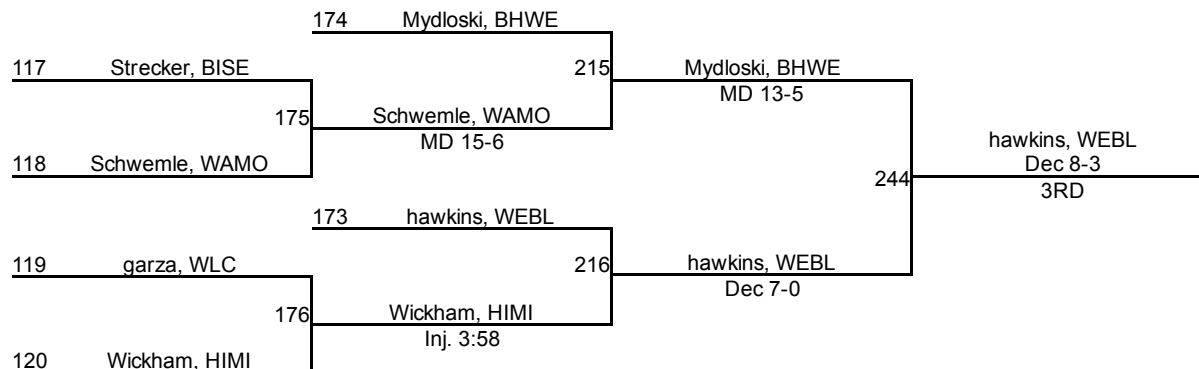 174 Mydloski, BHWE
117 Strecker, BISE
215 Mydloski, BHWE
MD 13-5
175 Schwemle, WAMO
MD 15-6
118 Schwemle, WAMO
hawkins, WEBL
Dec 8-3
244
3RD
173 hawkins, WEBL
119 garza, WLC
216 hawkins, WEBL
Dec 7-0
176 Wickham, HIMI
Inj. 3:58
120 Wickham, HIMI